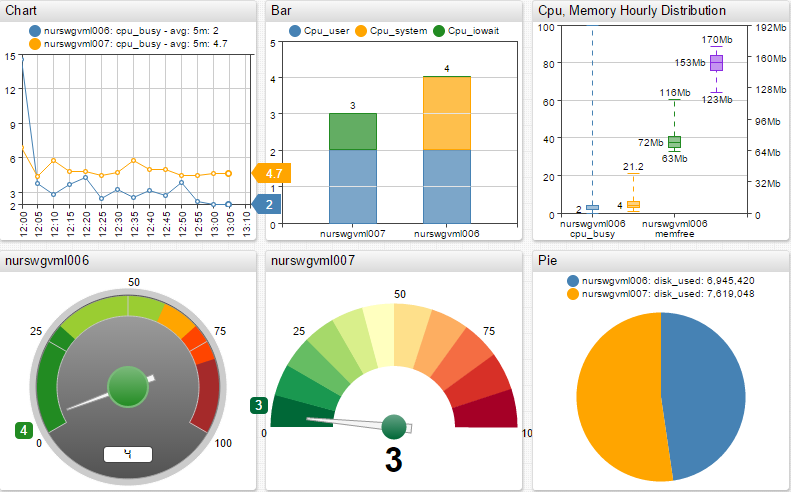 Chart
nurswgvml006: cpu_busy - avg: 5m: 2
nurswgvml007: cpu_busy - avg: 5m: 4.7
15
12
9
6
3
2
4.7
2
12:00
12:05
12:10
12:15
12:20
12:25
12:30
12:35
12:40
12:45
12:50
12:55
13:00
13:05
13:10
Bar
Cpu_user Cpu_system Cpu_iowait
5
4
3
2
1
0
3
4
nurswgvml007 nurswgvml006
Cpu, Memory Hourly Distribution
100
80
60
40
20
0
192Mb
160Mb
128Mb
96Mb
64Mb
32Mb
0
170Mb
153Mb
123Mb
116Mb
72Mb
63Mb
21.2
4
2
nurswgvml006 nurswgvml006
cpu_busy memfree
nurswgvml006
50
25 75
4
0 100
4
nurswgvml007
50
25 75
3
0 10
3
Pie
nurswgvml006: disk_used: 6,945,420
nurswgvml007: disk_used: 7,619,048